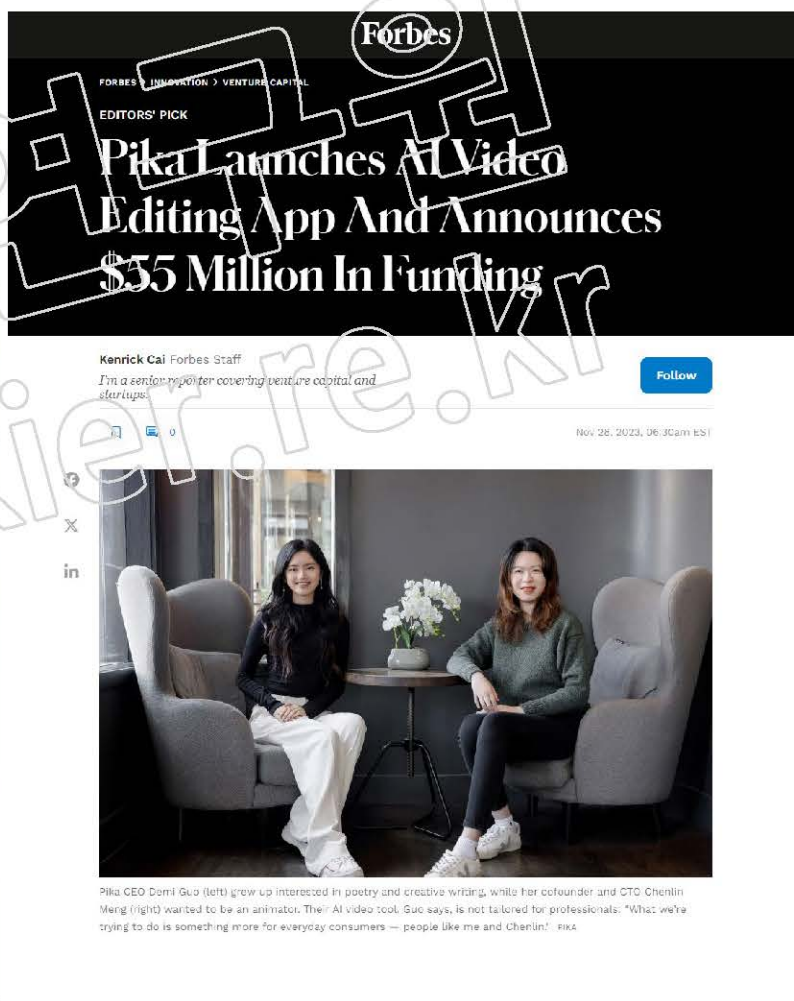 Forbes
FORBES > INNOVATION > VENTURE CAPITAL
EDITORS' PICK
Pika Launches AI Video
Editing App And Announces
$55 Million In Funding
Kenrick Cai Forbes Staff
I'm a senior reporter covering venture capital and
startups.
Follow
0
Nov 28, 2023, 06:30am EST
in
Pika CEO Demi Guo (left) grew up interested in poetry and creative writing, while her cofounder and CTO Chenlin
Meng (right) wanted to be an animator. Their AI video tool, Guo says, is not tailored for professionals: "What we're
trying to do is something more for everyday consumers — people like me and Chenlin." PIKA
kier.re.kr